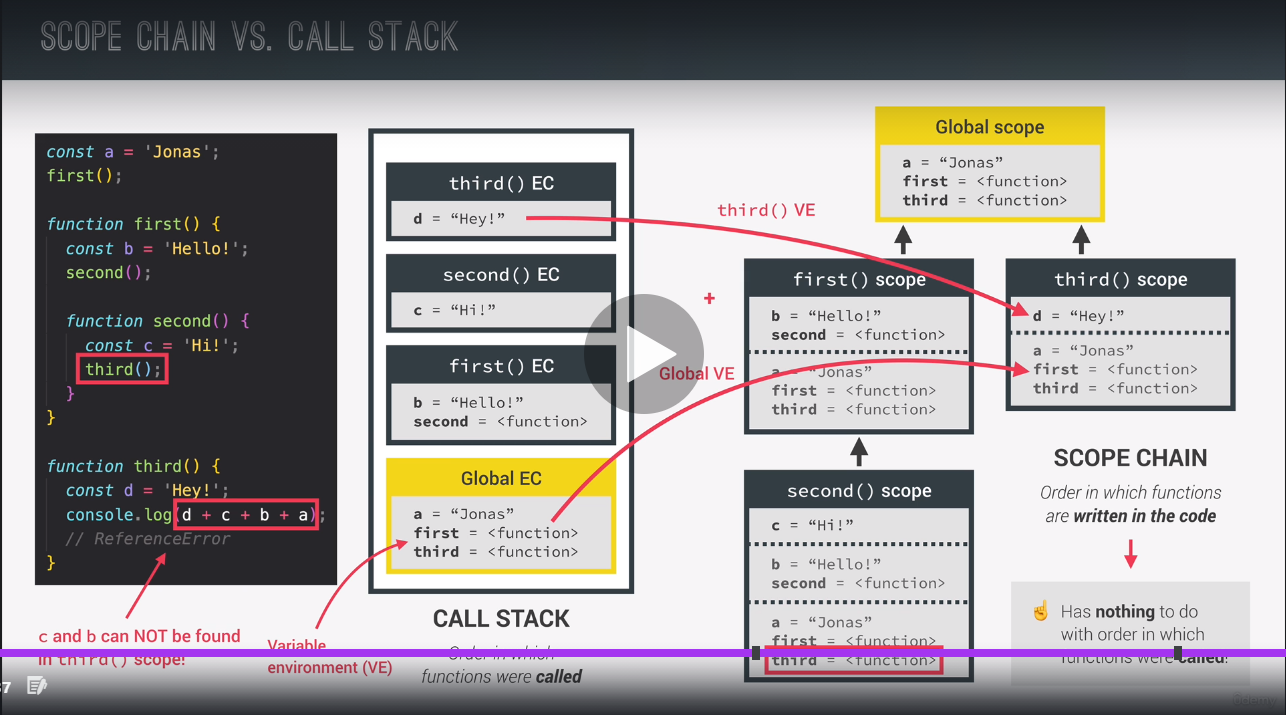 SCOPE CHAIN VS. CALL STACK
const a = 'Jonas';
first();
function first() {
const b = 'Hello!';
second();
function second() {
const c = 'Hi!';
third();
}
}
function third() {
const d = 'Hey!';
console.log(d + c + b + a);
// ReferenceError
}
c and b can NOT be found
in third() scope!
third() EC
d = “Hey!”
second() EC
c = “Hi!”
first() EC
b = “Hello!”
second = <function>
Global EC
a = “Jonas”
first = <function>
third = <function>
Variable
environment (VE)
CALL STACK
Order in which
functions were called
third() VE
+
Global VE
Global scope
a = “Jonas”
first = <function>
third = <function>
first() scope
b = “Hello!”
second = <function>
a = “Jonas”
first = <function>
third = <function>
second() scope
c = “Hi!”
b = “Hello!”
second = <function>
a = “Jonas”
first = <function>
third = <function>
third() scope
d = “Hey!”
a = “Jonas”
first = <function>
third = <function>
SCOPE CHAIN
Order in which functions
are written in the code
☝ Has nothing to do
with order in which
functions were called!
37
ûdemy